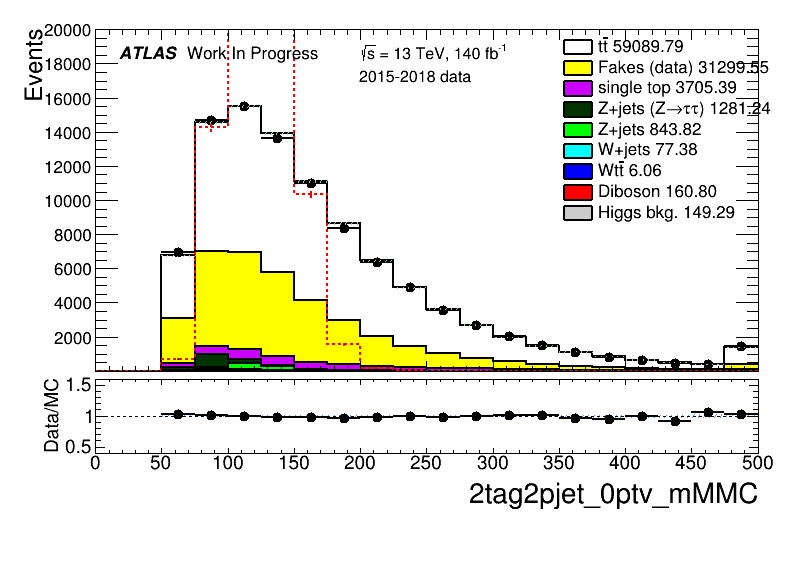 Events
20000
18000
16000
14000
12000
10000
8000
6000
4000
2000
ATLAS Work In Progress
√s = 13 TeV, 140 fb⁻¹
2015-2018 data
tt̄ 59089.79
Fakes (data) 31299.55
single top 3705.39
Z+jets (Z→ττ) 1281.24
Z+jets 843.82
W+jets 77.38
Wtt̄ 6.06
Diboson 160.80
Higgs bkg. 149.29
Data/MC
1.5
1
0.5
0 50 100 150 200 250 300 350 400 450 500
2tag2pjet_0ptv_mMMC